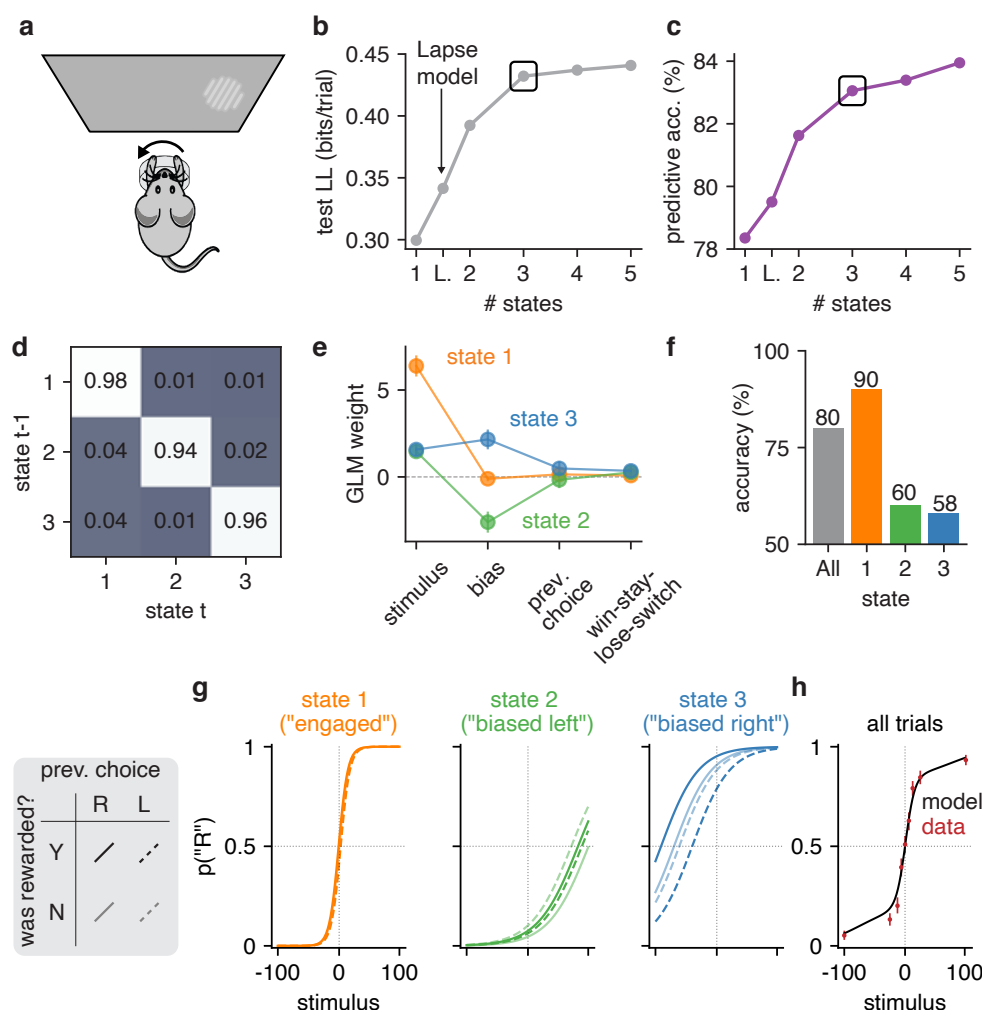 a
b
0.45
0.40
0.35
0.30
test LL (bits/trial)
Lapse
model
1 L. 2 3 4 5
# states
c
84
82
80
78
predictive acc. (%)
1 L. 2 3 4 5
# states
d
state t-1
1 0.98 0.01 0.01
2 0.04 0.94 0.02
3 0.04 0.01 0.96
1 2 3
state t
e
GLM weight
5
0
state 1
state 3
state 2
stimulus
bias
prev.
choice
win-stay-
lose-switch
f
accuracy (%)
100
75
50
80
90
60
58
All 1 2 3
state
prev. choice
was rewarded?
R L
Y
N
g
state 1
("engaged")
state 2
("biased left")
state 3
("biased right")
p("R")
1
0.5
0
-100 0 100
stimulus
h
all trials
1
0.5
0
model
data
-100 0 100
stimulus